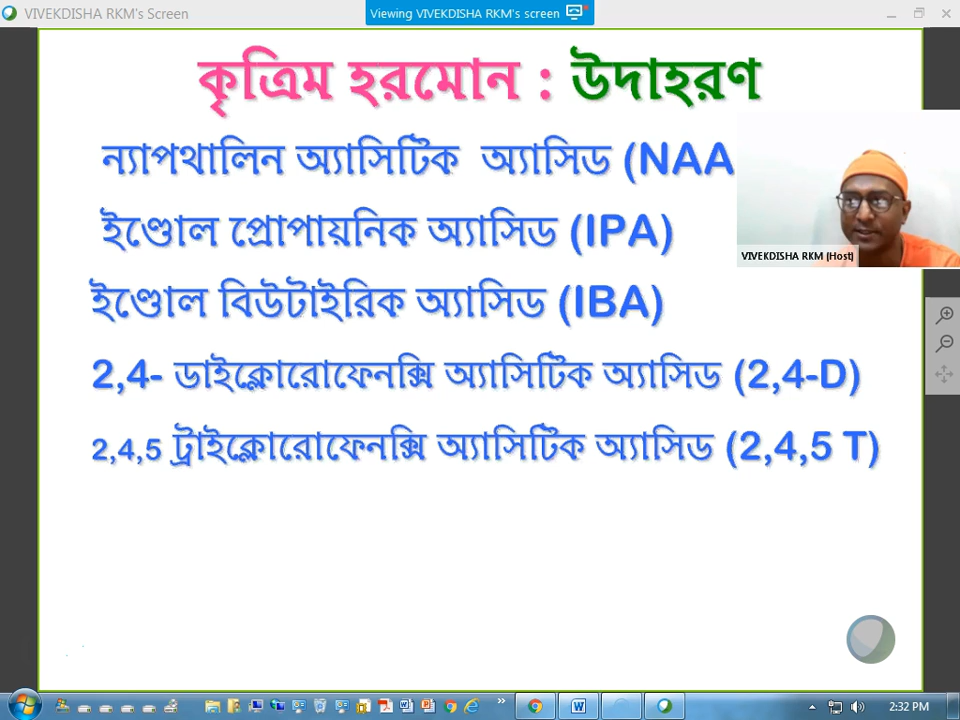 VIVEKDISHA RKM's Screen
Viewing VIVEKDISHA RKM's screen
কৃত্রিম হরমোন : উদাহরণ
ন্যাপথালিন অ্যাসিটিক অ্যাসিড (NAA
ইণ্ডোল প্রোপায়নিক অ্যাসিড (IPA)
VIVEKDISHA RKM (Host)
ইণ্ডোল বিউটাইরিক অ্যাসিড (IBA)
2,4- ডাইক্লোরোফেনক্সি অ্যাসিটিক অ্যাসিড (2,4-D)
2,4,5 ট্রাইক্লোরোফেনক্সি অ্যাসিটিক অ্যাসিড (2,4,5 T)
2:32 PM